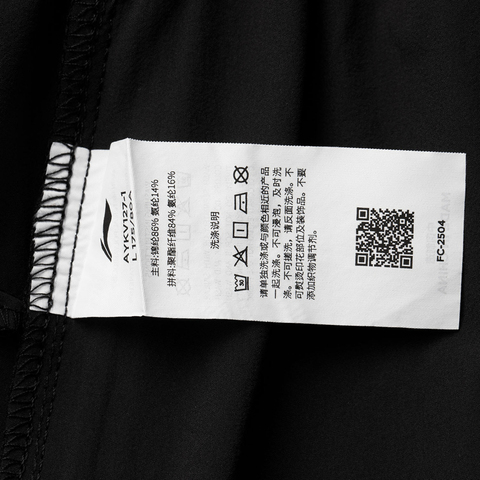 AYKV127-1
L 175/80A
主料:锦纶86% 氨纶14%
拼料:聚酯纤维84% 氨纶16%
洗涤说明
30
请单独洗涤或与颜色相近的产品
一起洗涤。不可浸泡，及时洗
涤。不可搓洗，请反面洗涤。不
可熨烫印花部位及装饰品。不要
添加织物调节剂。
FC-2504